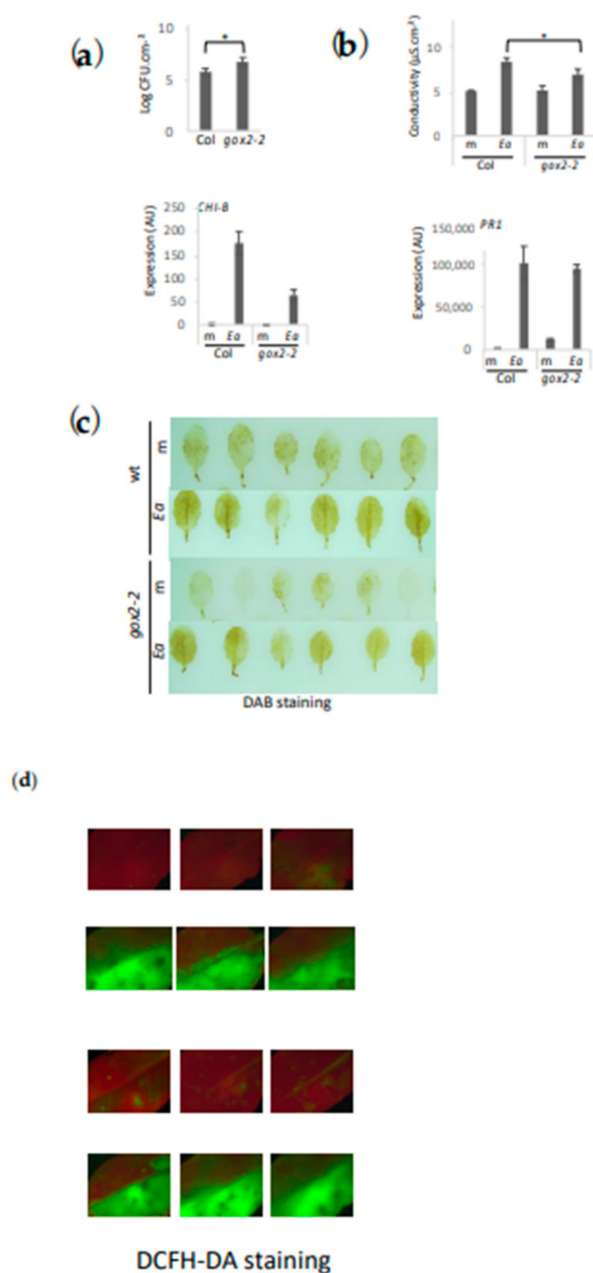 (a)
Log CFU.cm⁻²
10
5
0
*
Col gox2-2
(b)
Conductivity (µS.cm⁻²)
10
5
0
*
m Ea m Ea
Col gox2-2
CHI-B
Expression (AU)
250
200
150
100
50
0
m Ea m Ea
Col gox2-2
PR1
Expression (AU)
150,000
100,000
50,000
0
m Ea m Ea
Col gox2-2
(c)
wt
m
Ea
gox2-2
m
Ea
DAB staining
(d)
DCFH-DA staining